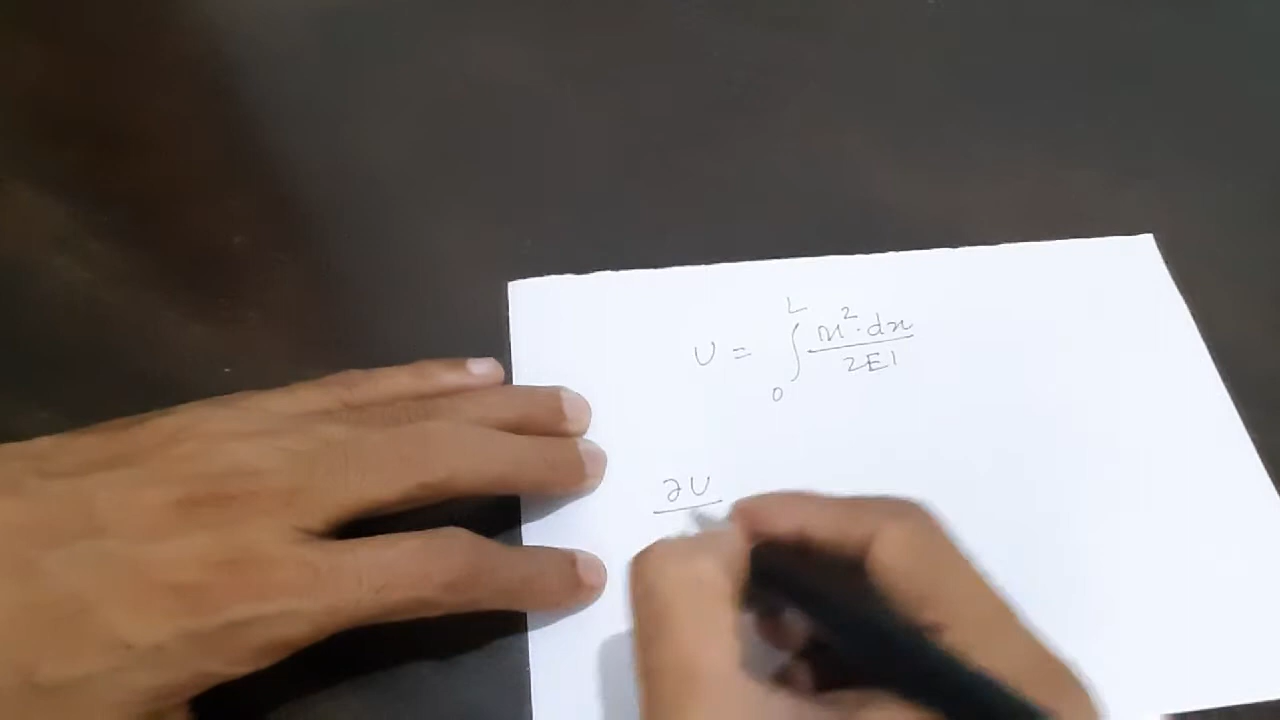 U = ∫₀ᴸ M²·dx / 2EI
∂U